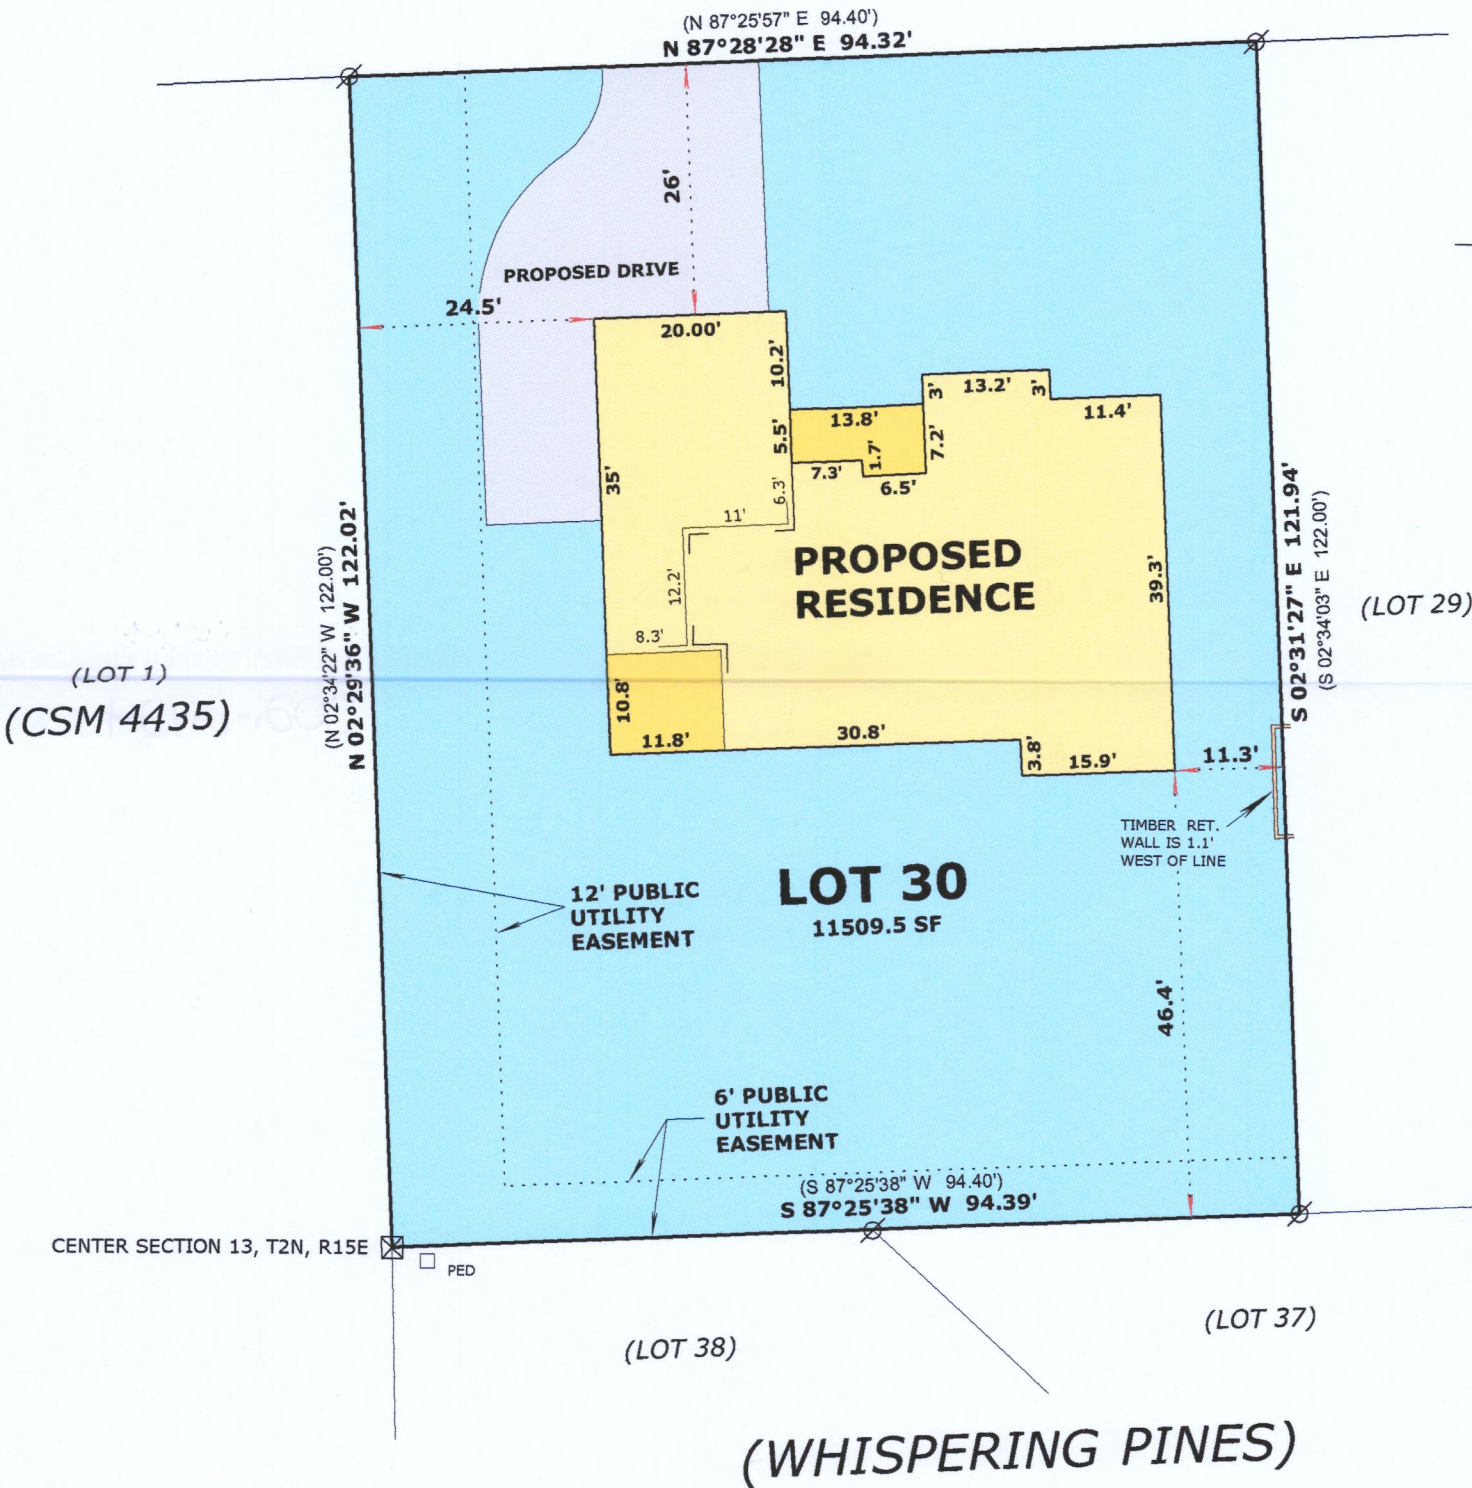 (N 87°25'57" E 94.40')
N 87°28'28" E 94.32'
26'
PROPOSED DRIVE
24.5'
20.00'
10.2'
13.2'
3'
3'
11.4'
13.8'
5.5'
1.7'
7.2'
7.3'
6.5'
35'
6.3'
11'
PROPOSED
RESIDENCE
39.3'
12.2'
8.3'
10.8'
11.8'
30.8'
3.8'
15.9'
11.3'
(N 02°34'22" W 122.00')
N 02°29'36" W 122.02'
S 02°31'27" E 121.94'
(S 02°34'03" E 122.00')
(LOT 29)
(LOT 1)
(CSM 4435)
TIMBER RET.
WALL IS 1.1'
WEST OF LINE
LOT 30
11509.5 SF
12' PUBLIC
UTILITY
EASEMENT
46.4'
6' PUBLIC
UTILITY
EASEMENT
(S 87°25'38" W 94.40')
S 87°25'38" W 94.39'
CENTER SECTION 13, T2N, R15E
PED
(LOT 38)
(LOT 37)
(WHISPERING PINES)